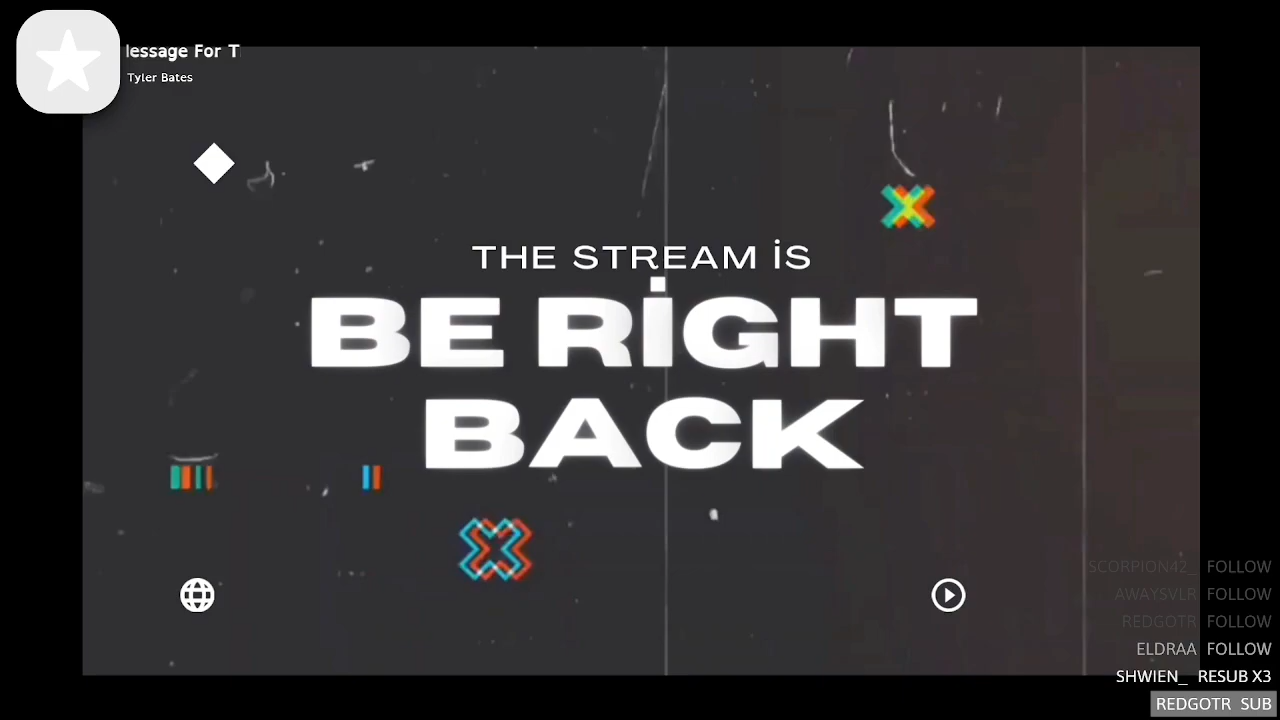 essage For T
Tyler Bates
THE STREAM İS
BE RİGHT
BACK
SCORPION42_ FOLLOW
AWAYSVLR FOLLOW
REDGOTR FOLLOW
ELDRAA FOLLOW
SHWIEN_ RESUB X3
REDGOTR SUB